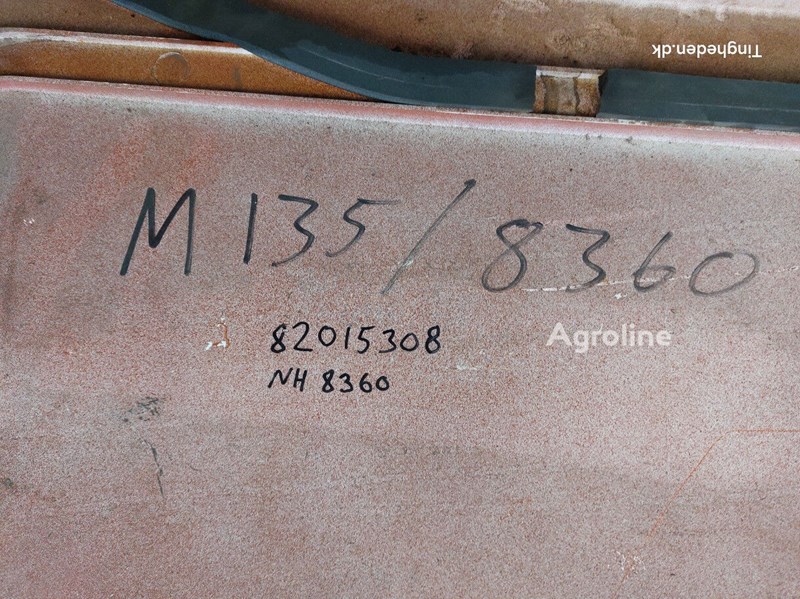 Tingheden.dk
M135/8360
82015308
NH 8360
Agroline